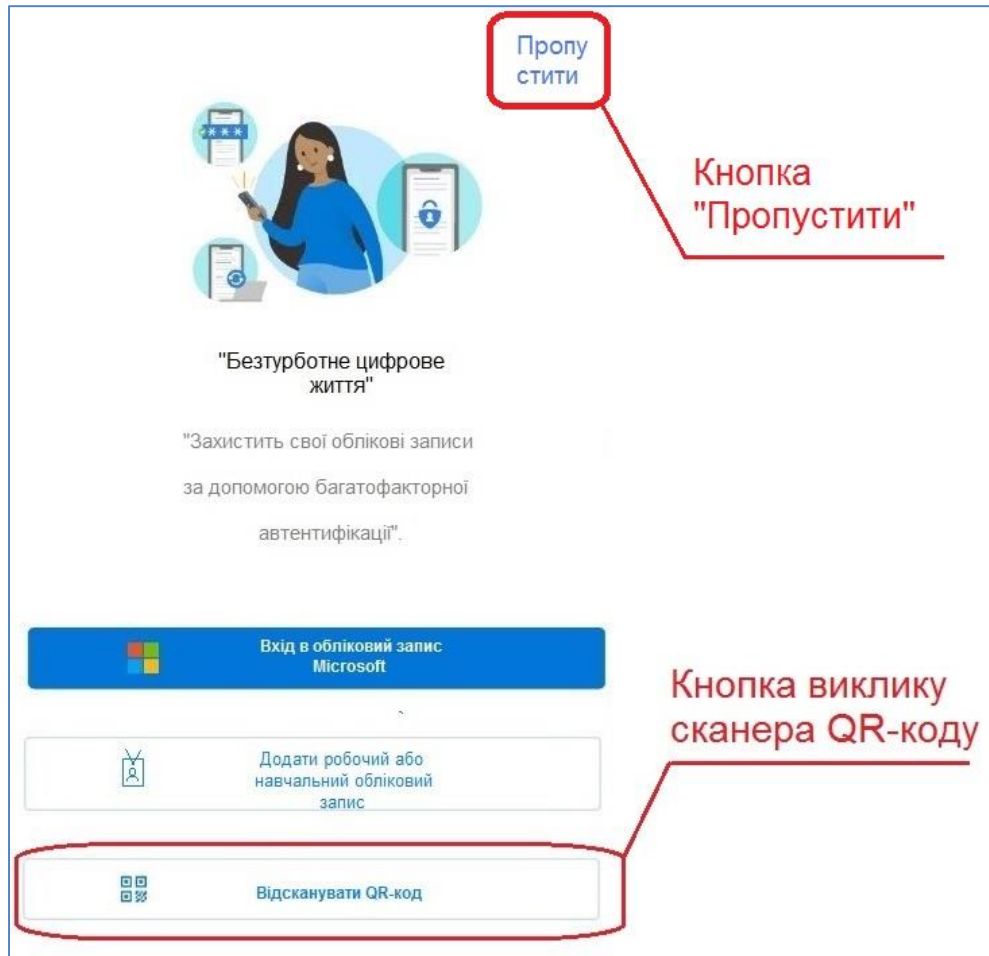 Пропу
стити
Кнопка
"Пропустити"
"Безтурботне цифрове
життя"
"Захистить свої облікові записи
за допомогою багатофакторної
автентифікації".
Вхід в обліковий запис
Microsoft
Кнопка виклику
сканера QR-коду
Додати робочий або
навчальний обліковий
запис
Відсканувати QR-код